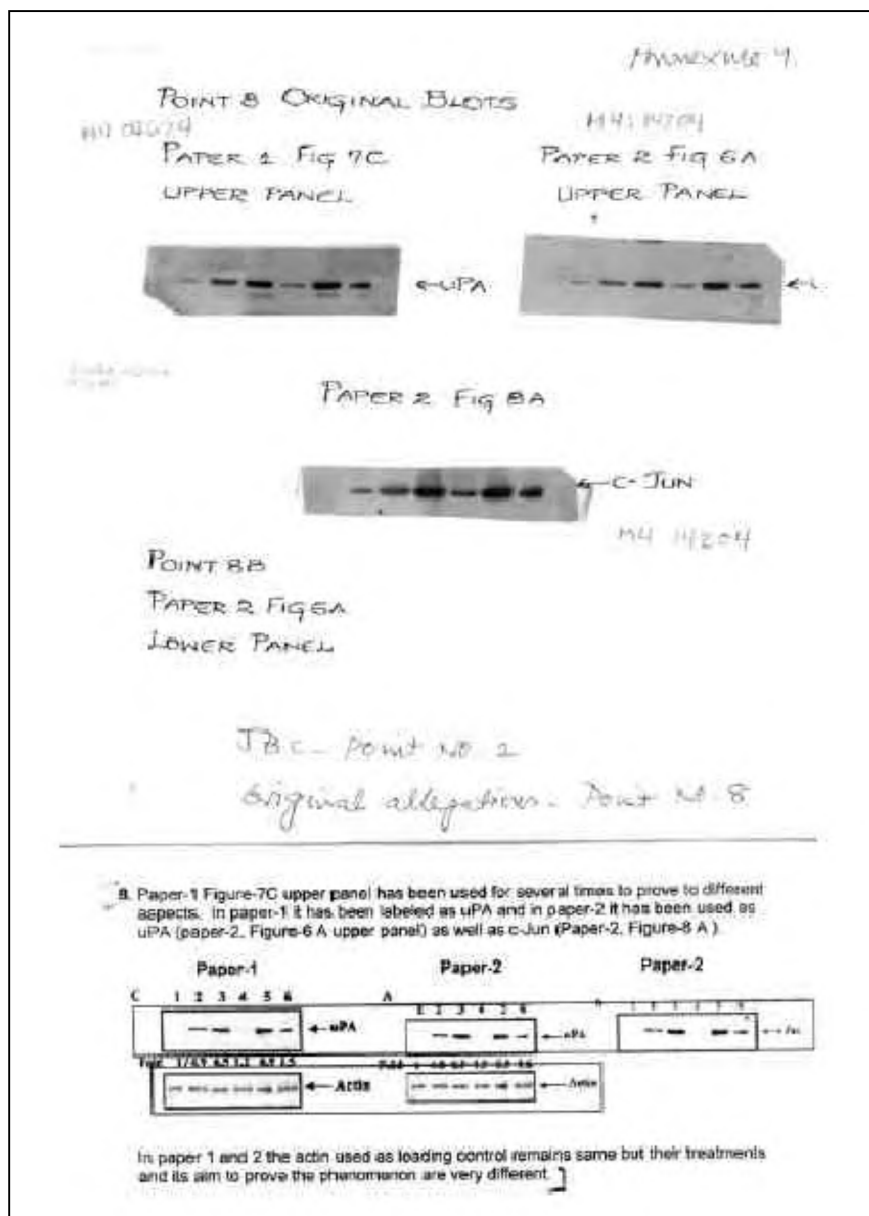 Annexure 4
POINT 8 ORIGINAL BLOTS
PAPER 1 FIG 7C
UPPER PANEL
PAPER 2 FIG 6A
UPPER PANEL
←uPA
PAPER 2 FIG 8A
←C-JUN
M4 14204
POINT 8B
PAPER 2 FIG 6A
LOWER PANEL
JBC - Point No 2
Original allegations - Point No. 8
8. Paper-1 Figure-7C upper panel has been used for several times to prove to different
aspects. In paper-1 it has been labeled as uPA and in paper-2 it has been used as
uPA (paper-2, Figure-6 A upper panel) as well as c-Jun (Paper-2, Figure-8 A ).
Paper-1 Paper-2 Paper-2
C 1 2 3 4 5 6 A
←uPA ←uPA
←Actin ←Actin
In paper 1 and 2 the actin used as loading control remains same but their treatments
and its aim to prove the phenomenon are very different.